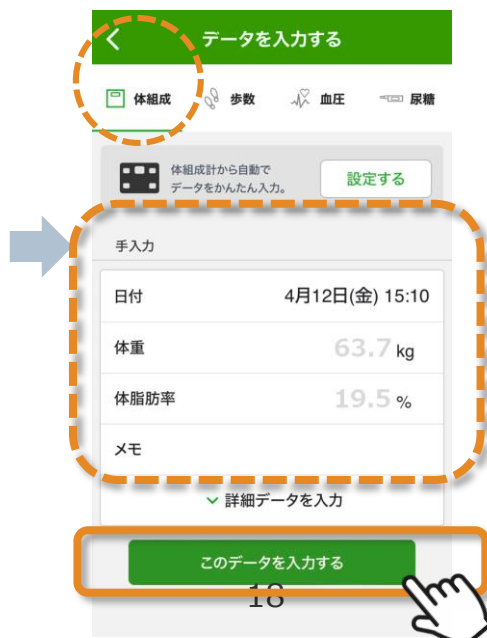 データを入力する
体組成 歩数 血圧 尿糖
体組成計から自動で
データをかんたん入力。
設定する
手入力
日付 4月12日(金) 15:10
体重 63.7 kg
体脂肪率 19.5 %
メモ
詳細データを入力
このデータを入力する
18